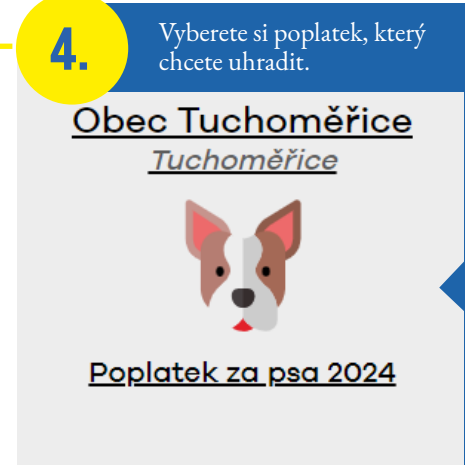 4.
Vyberete si poplatek, který
chcete uhradit.
Obec Tuchoměřice
Tuchoměřice
Poplatek za psa 2024